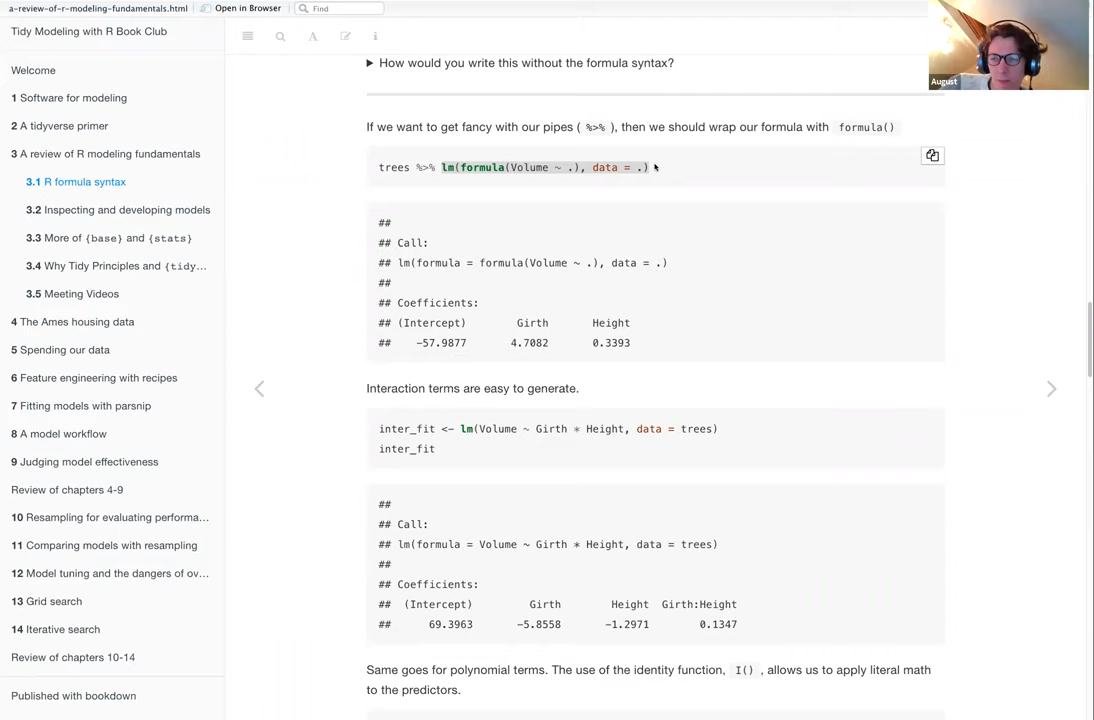 a-review-of-r-modeling-fundamentals.html
Open in Browser
Find
Tidy Modeling with R Book Club
Welcome
1 Software for modeling
2 A tidyverse primer
3 A review of R modeling fundamentals
3.1 R formula syntax
3.2 Inspecting and developing models
3.3 More of {base} and {stats}
3.4 Why Tidy Principles and {tidy…
3.5 Meeting Videos
4 The Ames housing data
5 Spending our data
6 Feature engineering with recipes
7 Fitting models with parsnip
8 A model workflow
9 Judging model effectiveness
Review of chapters 4-9
10 Resampling for evaluating performa…
11 Comparing models with resampling
12 Model tuning and the dangers of ov…
13 Grid search
14 Iterative search
Review of chapters 10-14
Published with bookdown
A
i
August
How would you write this without the formula syntax?
If we want to get fancy with our pipes ( %>% ), then we should wrap our formula with formula()
trees %>% lm(formula(Volume ~ .), data = .)
##
## Call:
## lm(formula = formula(Volume ~ .), data = .)
##
## Coefficients:
## (Intercept) Girth Height
## -57.9877 4.7082 0.3393
Interaction terms are easy to generate.
inter_fit <- lm(Volume ~ Girth * Height, data = trees)
inter_fit
##
## Call:
## lm(formula = Volume ~ Girth * Height, data = trees)
##
## Coefficients:
## (Intercept) Girth Height Girth:Height
## 69.3963 -5.8558 -1.2971 0.1347
Same goes for polynomial terms. The use of the identity function, I() , allows us to apply literal math
to the predictors.